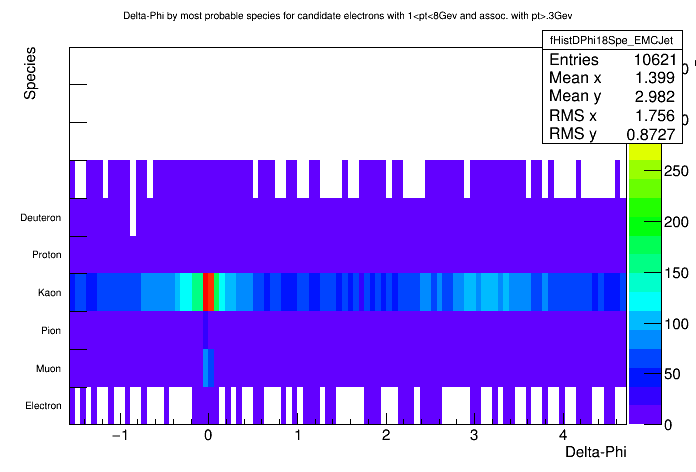 Delta-Phi by most probable species for candidate electrons with 1<pt<8Gev and assoc. with pt>.3Gev
fHistDPhi18Spe_EMCJet
Entries 10621
Mean x 1.399
Mean y 2.982
RMS x 1.756
RMS y 0.8727
Species
Deuteron
Proton
Kaon
Pion
Muon
Electron
250
200
150
100
50
0
−1 0 1 2 3 4
Delta-Phi